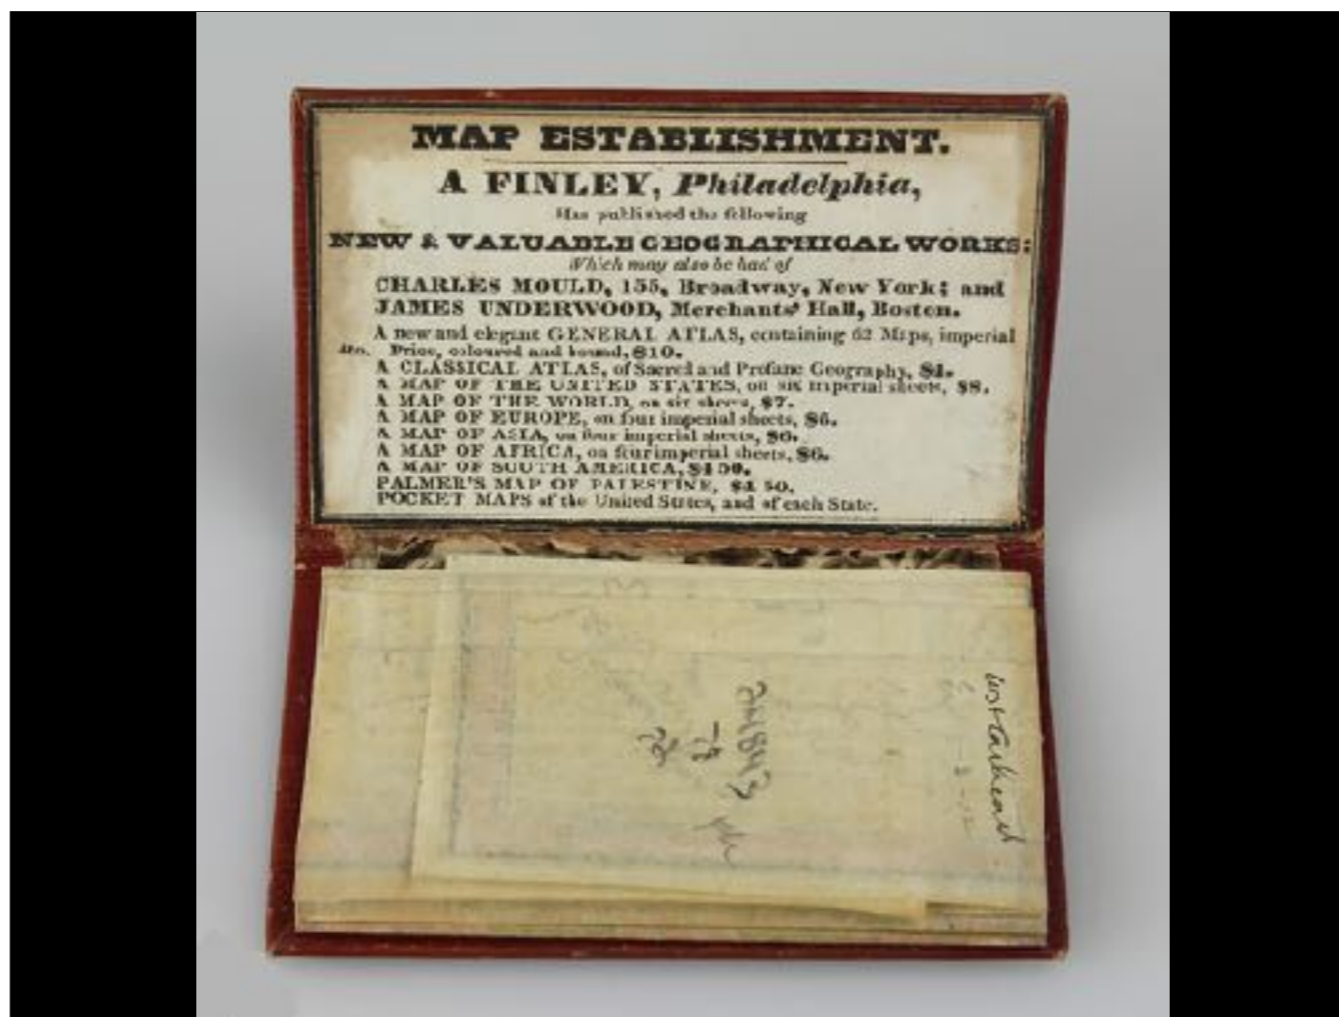 MAP ESTABLISHMENT.
A FINLEY, Philadelphia,
Has published the following
NEW & VALUABLE GEOGRAPHICAL WORKS:
Which may also be had of
CHARLES MOULD, 155, Broadway, New York; and
JAMES UNDERWOOD, Merchants' Hall, Boston.
A new and elegant GENERAL ATLAS, containing 62 Maps, imperial
4to. Price, coloured and bound, $10.
A CLASSICAL ATLAS, of Sacred and Profane Geography,
A MAP OF THE UNITED STATES, on six imperial sheets, $8.
A MAP OF THE WORLD, on six sheets, $7.
A MAP OF EUROPE, on four imperial sheets, $6.
A MAP OF ASIA, on four imperial sheets, $6.
A MAP OF AFRICA, on four imperial sheets, $6.
A MAP OF SOUTH AMERICA, $4 50.
PALMER'S MAP OF PALESTINE, $4 50.
POCKET MAPS of the United States, and of each State.
78